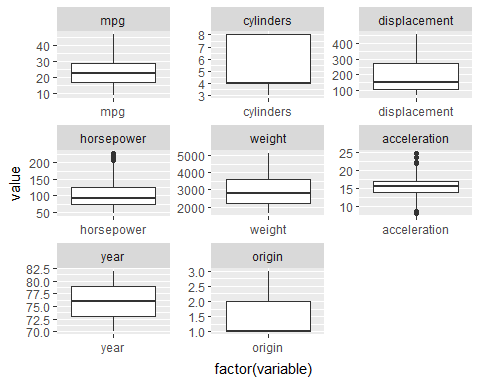 mpg
cylinders
displacement
40
30
20
10
mpg
8
7
6
5
4
3
cylinders
400
300
200
100
displacement
value
horsepower
weight
acceleration
200
150
100
50
horsepower
5000
4000
3000
2000
weight
25
20
15
10
acceleration
year
origin
82.5
80.0
77.5
75.0
72.5
70.0
year
3.0
2.5
2.0
1.5
1.0
origin
factor(variable)